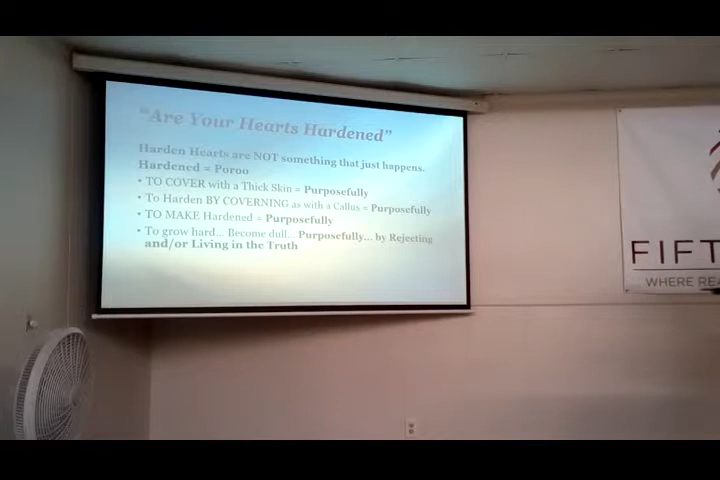 “Are Your Hearts Hardened”
Harden Hearts are NOT something that just happens.
Hardened = Poroo
• TO COVER with a Thick Skin = Purposefully
• To Harden BY COVERNING as with a Callus = Purposefully
• TO MAKE Hardened = Purposefully
• To grow hard... Become dull... Purposefully... by Rejecting
and/or Living in the Truth
FIFT
WHERE RE